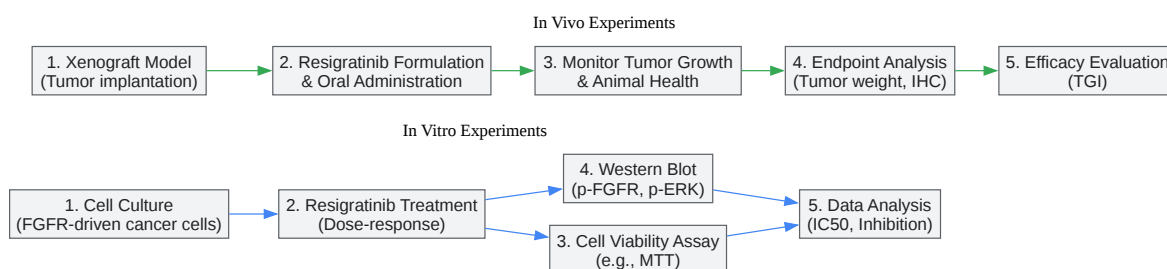 In Vivo Experiments
1. Xenograft Model
(Tumor implantation)
2. Resigratinib Formulation
& Oral Administration
3. Monitor Tumor Growth
& Animal Health
4. Endpoint Analysis
(Tumor weight, IHC)
5. Efficacy Evaluation
(TGI)
In Vitro Experiments
1. Cell Culture
(FGFR-driven cancer cells)
2. Resigratinib Treatment
(Dose-response)
4. Western Blot
(p-FGFR, p-ERK)
3. Cell Viability Assay
(e.g., MTT)
5. Data Analysis
(IC50, Inhibition)